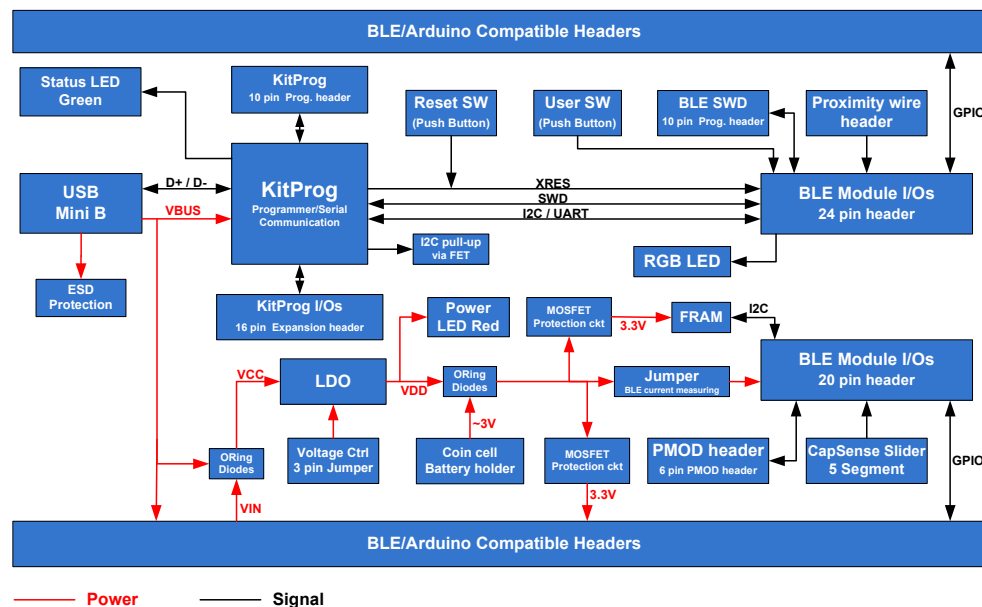 BLE/Arduino Compatible Headers
Status LED
Green
KitProg
10 pin Prog. header
Reset SW
(Push Button)
User SW
(Push Button)
BLE SWD
10 pin Prog. header
Proximity wire
header
GPIO
USB
Mini B
D+ / D-
VBUS
KitProg
Programmer/Serial
Communication
XRES
SWD
I2C / UART
BLE Module I/Os
24 pin header
I2C pull-up
via FET
RGB LED
ESD
Protection
KitProg I/Os
16 pin Expansion header
Power
LED Red
MOSFET
Protection ckt
3.3V
FRAM
I2C
BLE Module I/Os
20 pin header
VCC
LDO
VDD
ORing
Diodes
Jumper
BLE current measuring
~3V
ORing
Diodes
Voltage Ctrl
3 pin Jumper
Coin cell
Battery holder
MOSFET
Protection ckt
PMOD header
6 pin PMOD header
CapSense Slider
5 Segment
GPIO
VIN
3.3V
BLE/Arduino Compatible Headers
Power
Signal